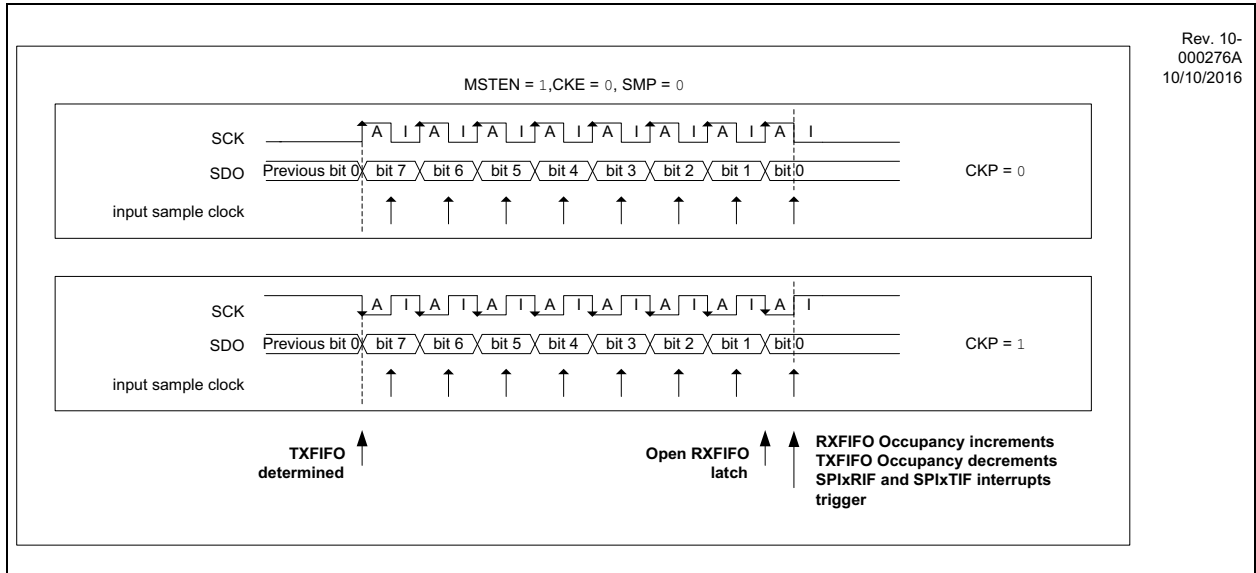 Rev. 10-
000276A
10/10/2016
MSTEN = 1,CKE = 0, SMP = 0
SCK A I A I A I A I A I A I A I A I
SDO Previous bit 0 bit 7 bit 6 bit 5 bit 4 bit 3 bit 2 bit 1 bit 0 CKP = 0
input sample clock
SCK A I A I A I A I A I A I A I A I
SDO Previous bit 0 bit 7 bit 6 bit 5 bit 4 bit 3 bit 2 bit 1 bit 0 CKP = 1
input sample clock
TXFIFO
determined
Open RXFIFO
latch
RXFIFO Occupancy increments
TXFIFO Occupancy decrements
SPIxRIF and SPIxTIF interrupts
trigger